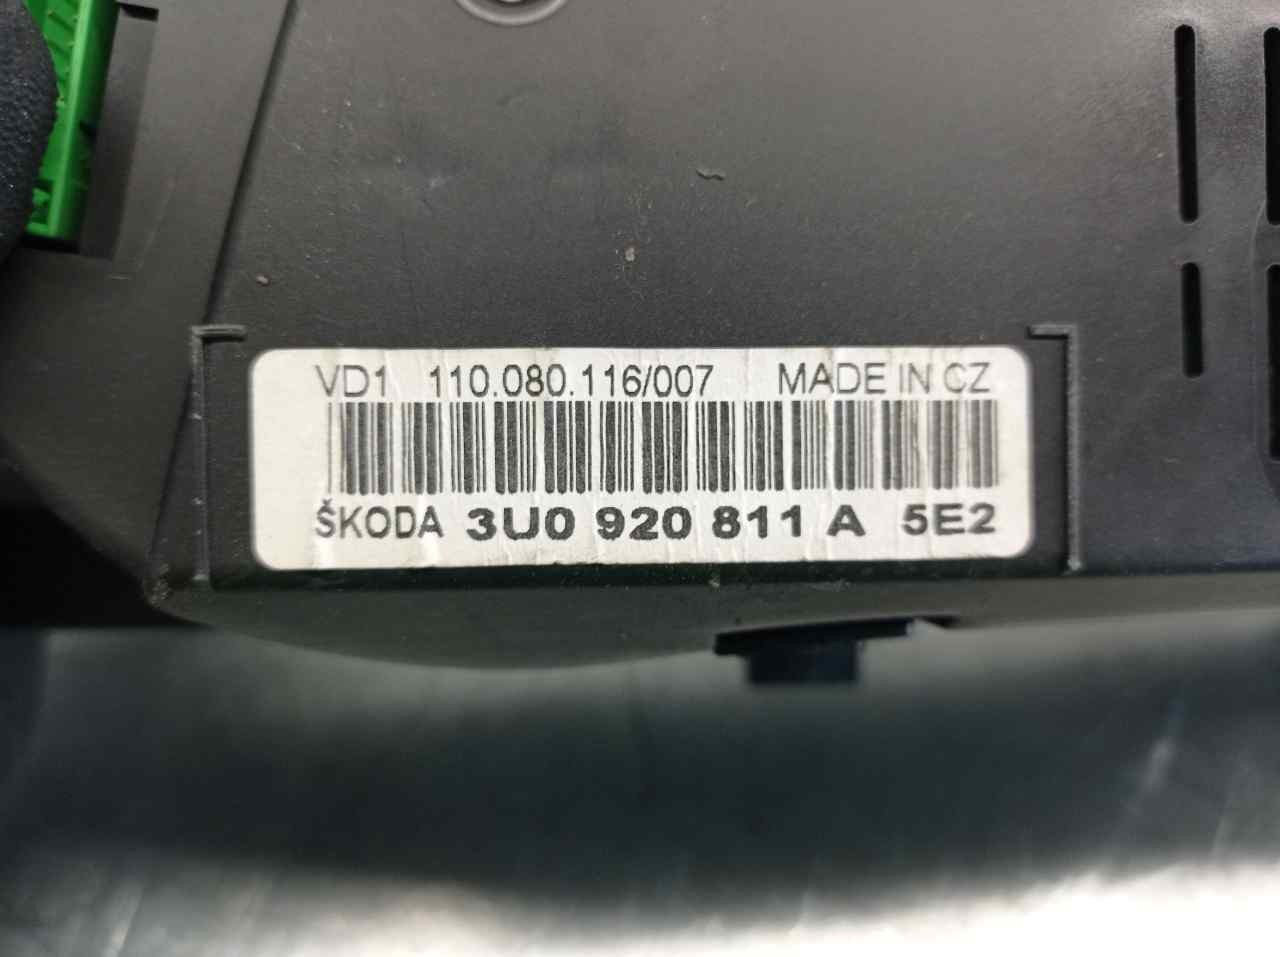 VD1 110.080.116/007 MADE IN CZ
ŠKODA 3U0 920 811 A 5E2